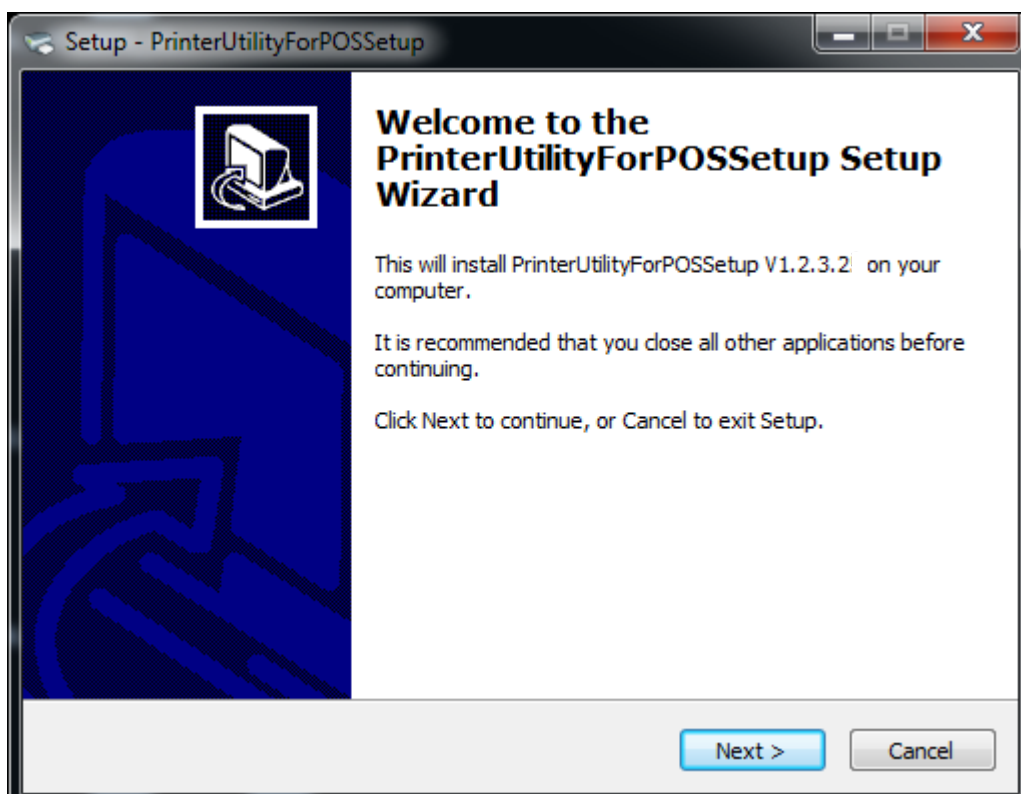 Setup - PrinterUtilityForPOSSetup
Welcome to the
PrinterUtilityForPOSSetup Setup
Wizard
This will install PrinterUtilityForPOSSetup on your
computer.
It is recommended that you close all other applications before
continuing.
Click Next to continue, or Cancel to exit Setup.
Next >
Cancel